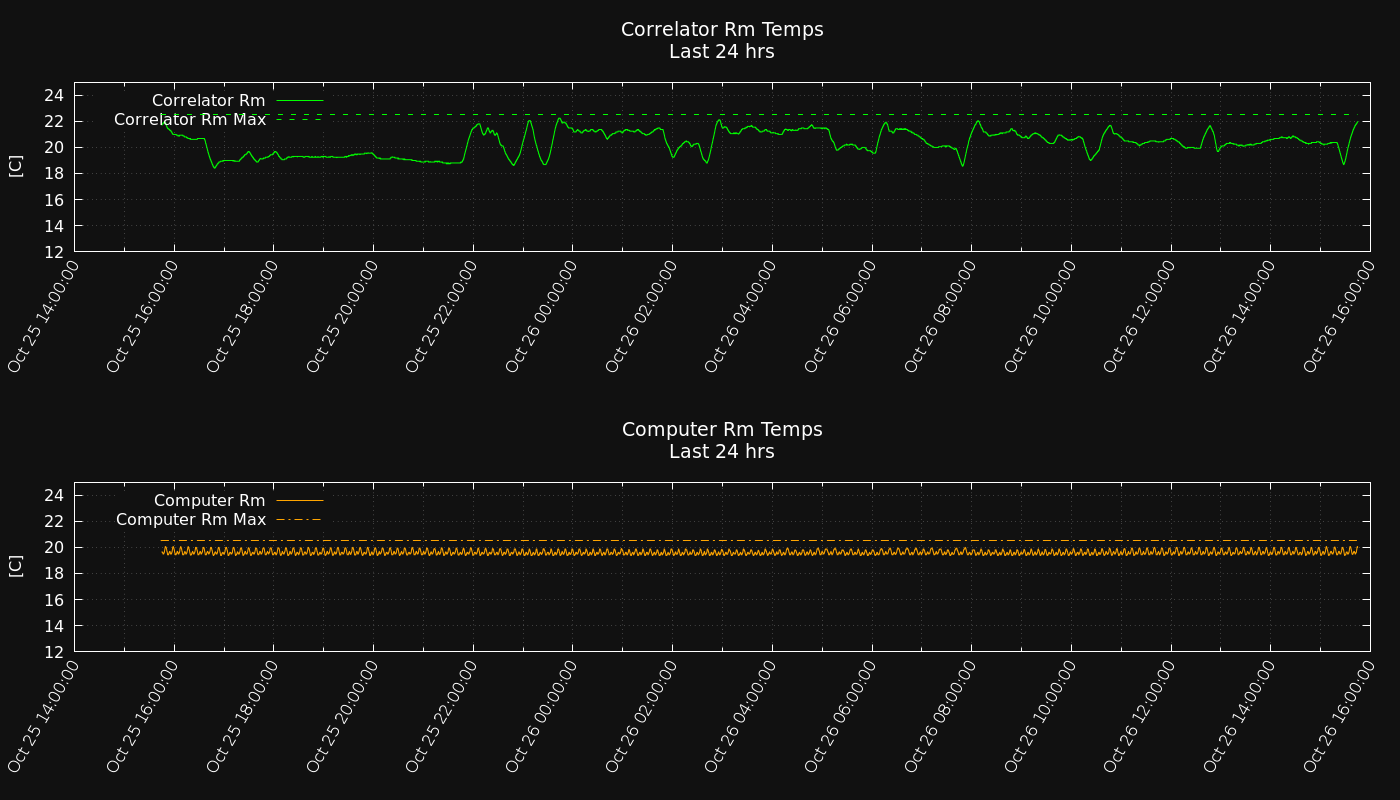 Correlator Rm Temps
Last 24 hrs
Correlator Rm
Correlator Rm Max
[C]
24
22
20
18
16
14
12
Oct 25 14:00:00
Oct 25 16:00:00
Oct 25 18:00:00
Oct 25 20:00:00
Oct 25 22:00:00
Oct 26 00:00:00
Oct 26 02:00:00
Oct 26 04:00:00
Oct 26 06:00:00
Oct 26 08:00:00
Oct 26 10:00:00
Oct 26 12:00:00
Oct 26 14:00:00
Oct 26 16:00:00
Computer Rm Temps
Last 24 hrs
Computer Rm
Computer Rm Max
[C]
24
22
20
18
16
14
12
Oct 25 14:00:00
Oct 25 16:00:00
Oct 25 18:00:00
Oct 25 20:00:00
Oct 25 22:00:00
Oct 26 00:00:00
Oct 26 02:00:00
Oct 26 04:00:00
Oct 26 06:00:00
Oct 26 08:00:00
Oct 26 10:00:00
Oct 26 12:00:00
Oct 26 14:00:00
Oct 26 16:00:00